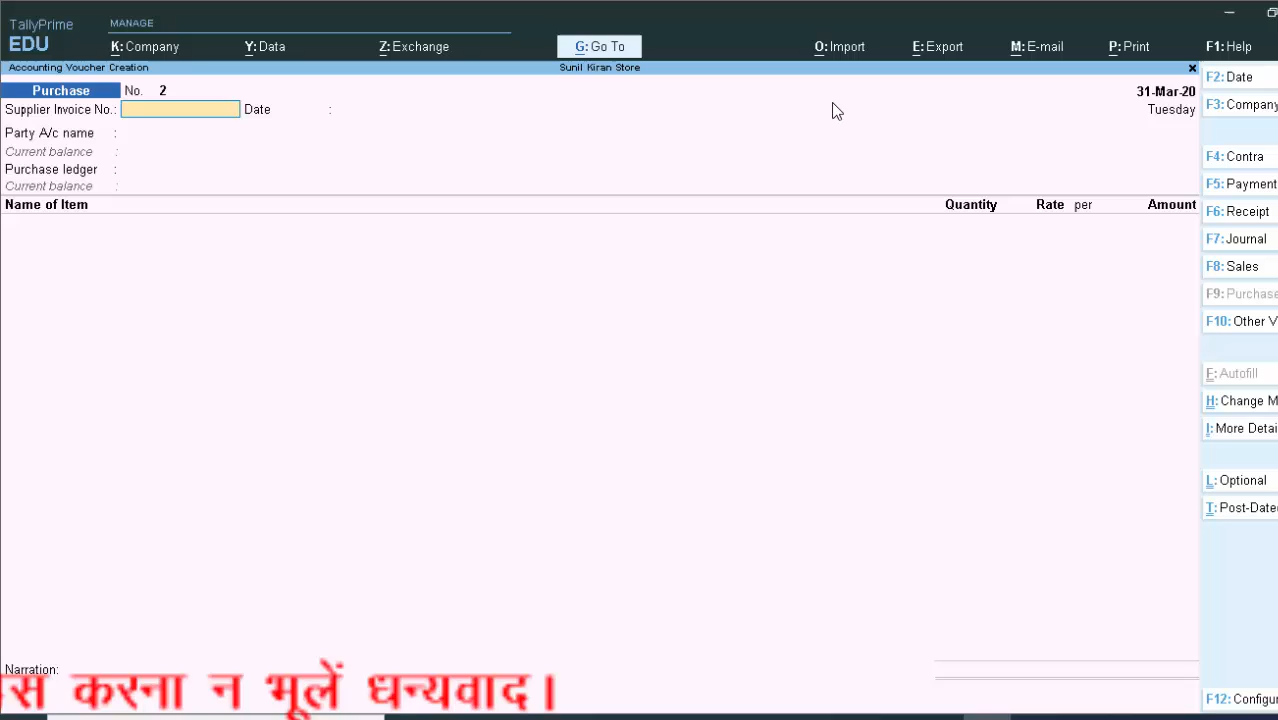 TallyPrime MANAGE
EDU K: Company Y: Data Z: Exchange G: Go To O: Import E: Export M: E-mail P: Print F1: Help
Accounting Voucher Creation Sunil Kiran Store
F2: Date
Purchase No. 2 31-Mar-20
Supplier Invoice No.: Date : Tuesday
F3: Company
Party A/c name :
Current balance :
F4: Contra
Purchase ledger :
Current balance :
F5: Payment
Name of Item Quantity Rate per Amount
F6: Receipt
F7: Journal
F8: Sales
F9: Purchase
F10: Other V
F: Autofill
H: Change M
I: More Detai
L: Optional
T: Post-Date
Narration:
करना न भूलें धन्यवाद।
F12: Configur